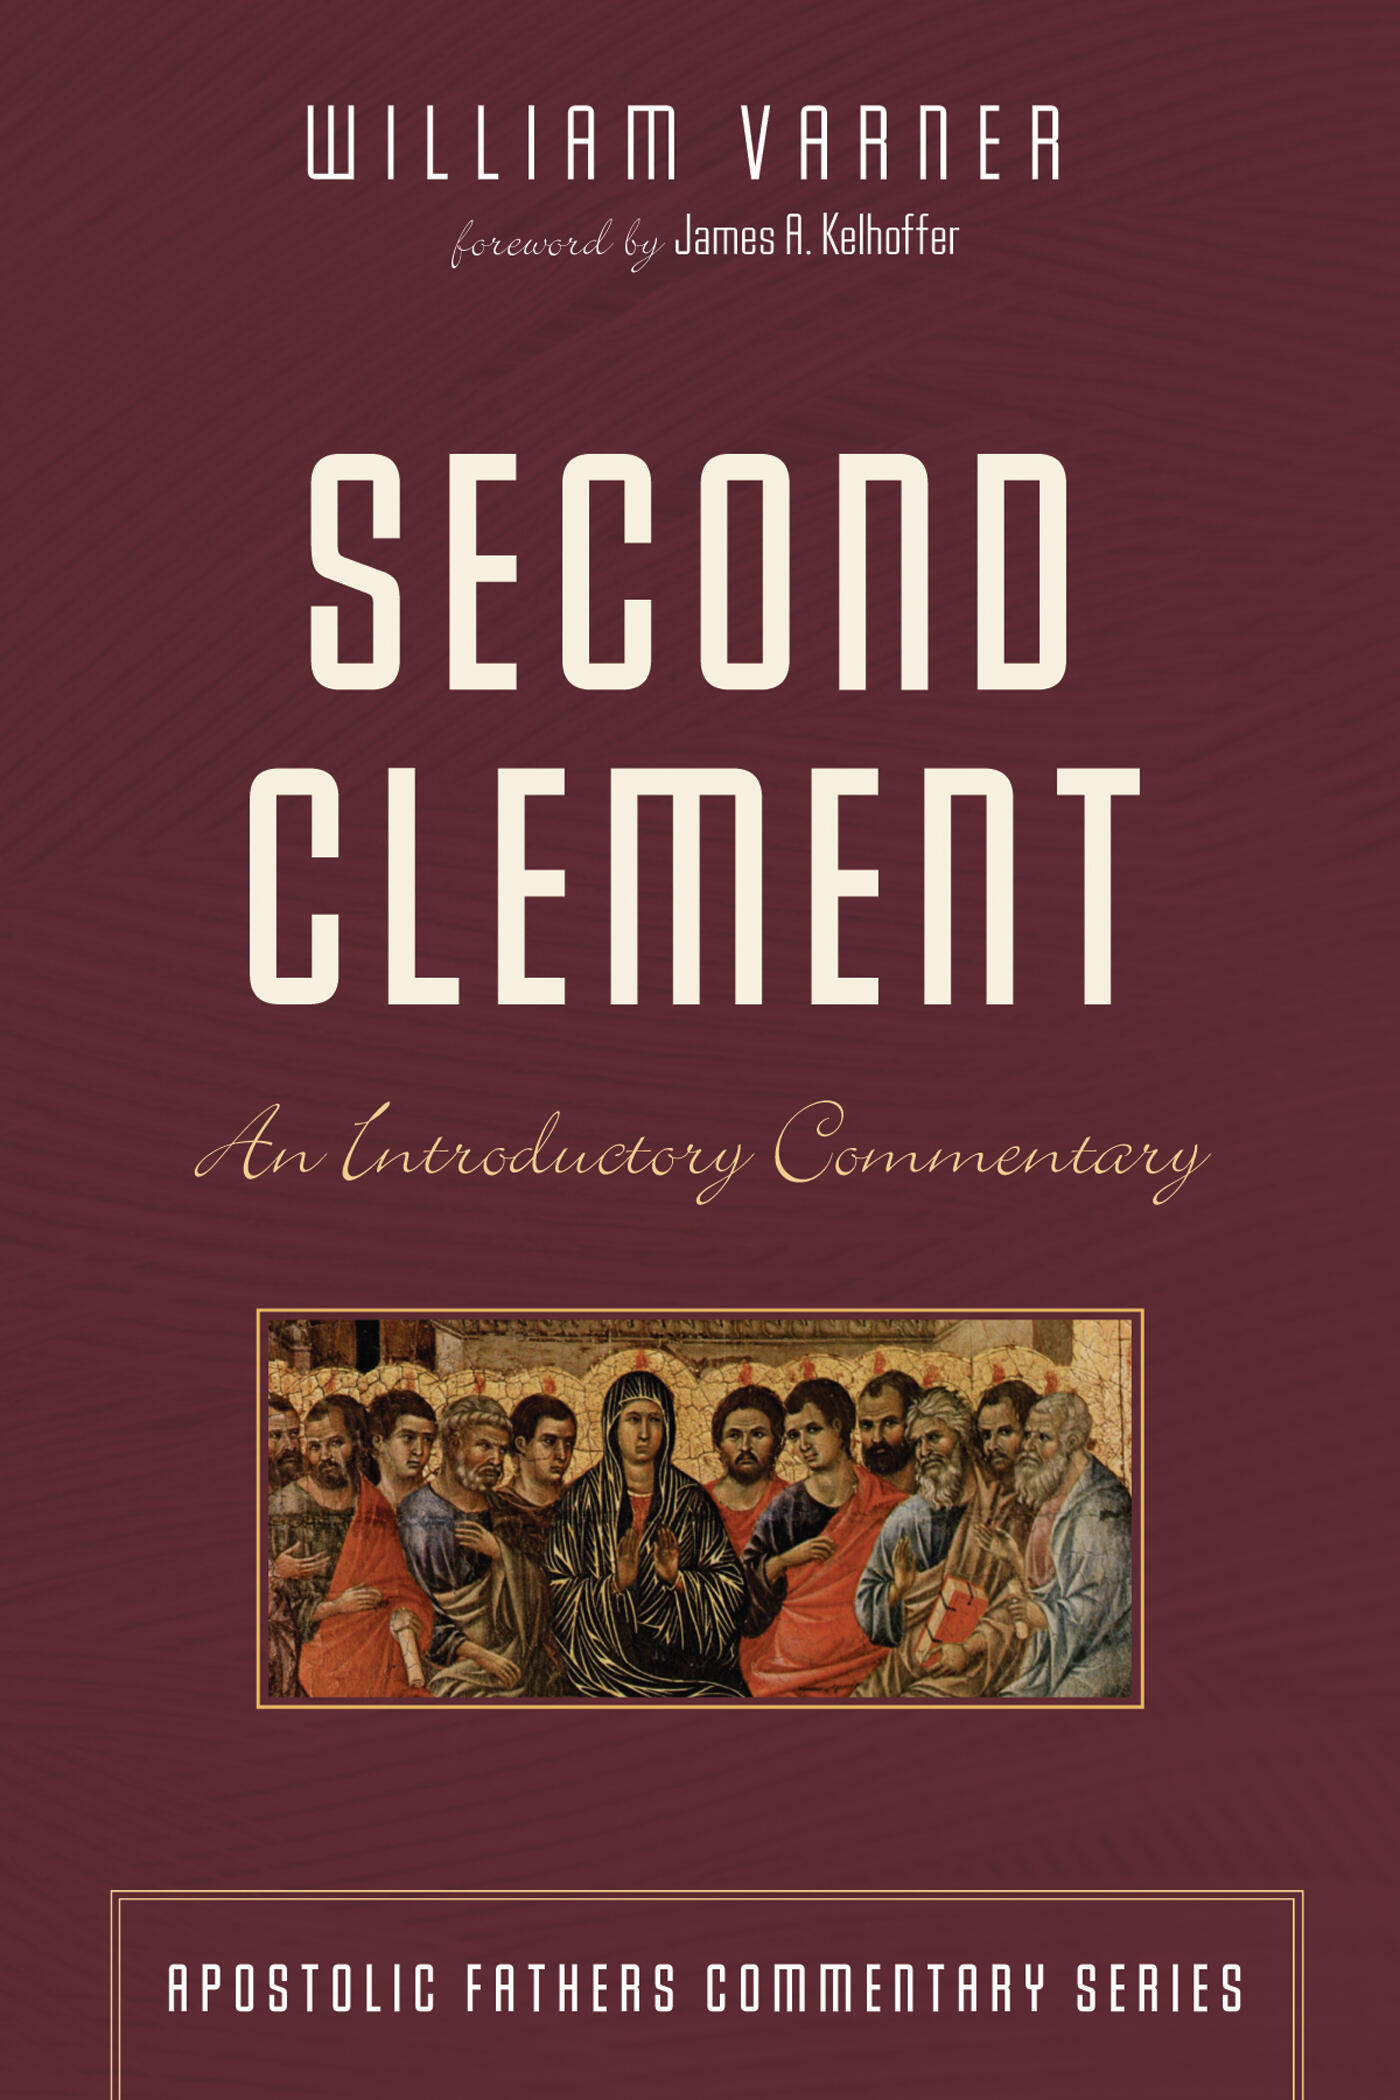 WILLIAM VARNER
foreword by James A. Kelhoffer
SECOND
CLEMENT
An Introductory Commentary
APOSTOLIC FATHERS COMMENTARY SERIES